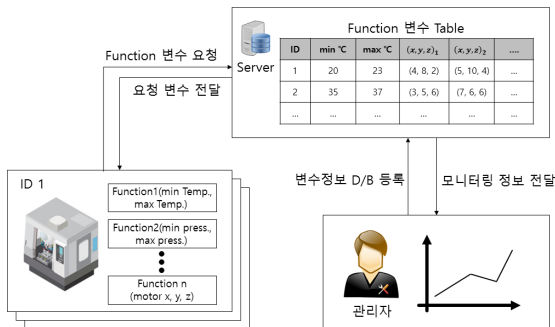 Function 변수 Table
Server
ID min ℃ max ℃ (x, y, z)₁ (x, y, z)₂ ....
1 20 23 (4, 8, 2) (5, 10, 4) ...
2 35 37 (3, 5, 6) (7, 6, 6) ...
... ... ... ... ... ...
Function 변수 요청
요청 변수 전달
변수정보 D/B 등록
모니터링 정보 전달
ID 1
Function1(min Temp.,
max Temp.)
Function2(min press.,
max press.)
Function n
(motor x, y, z)
관리자